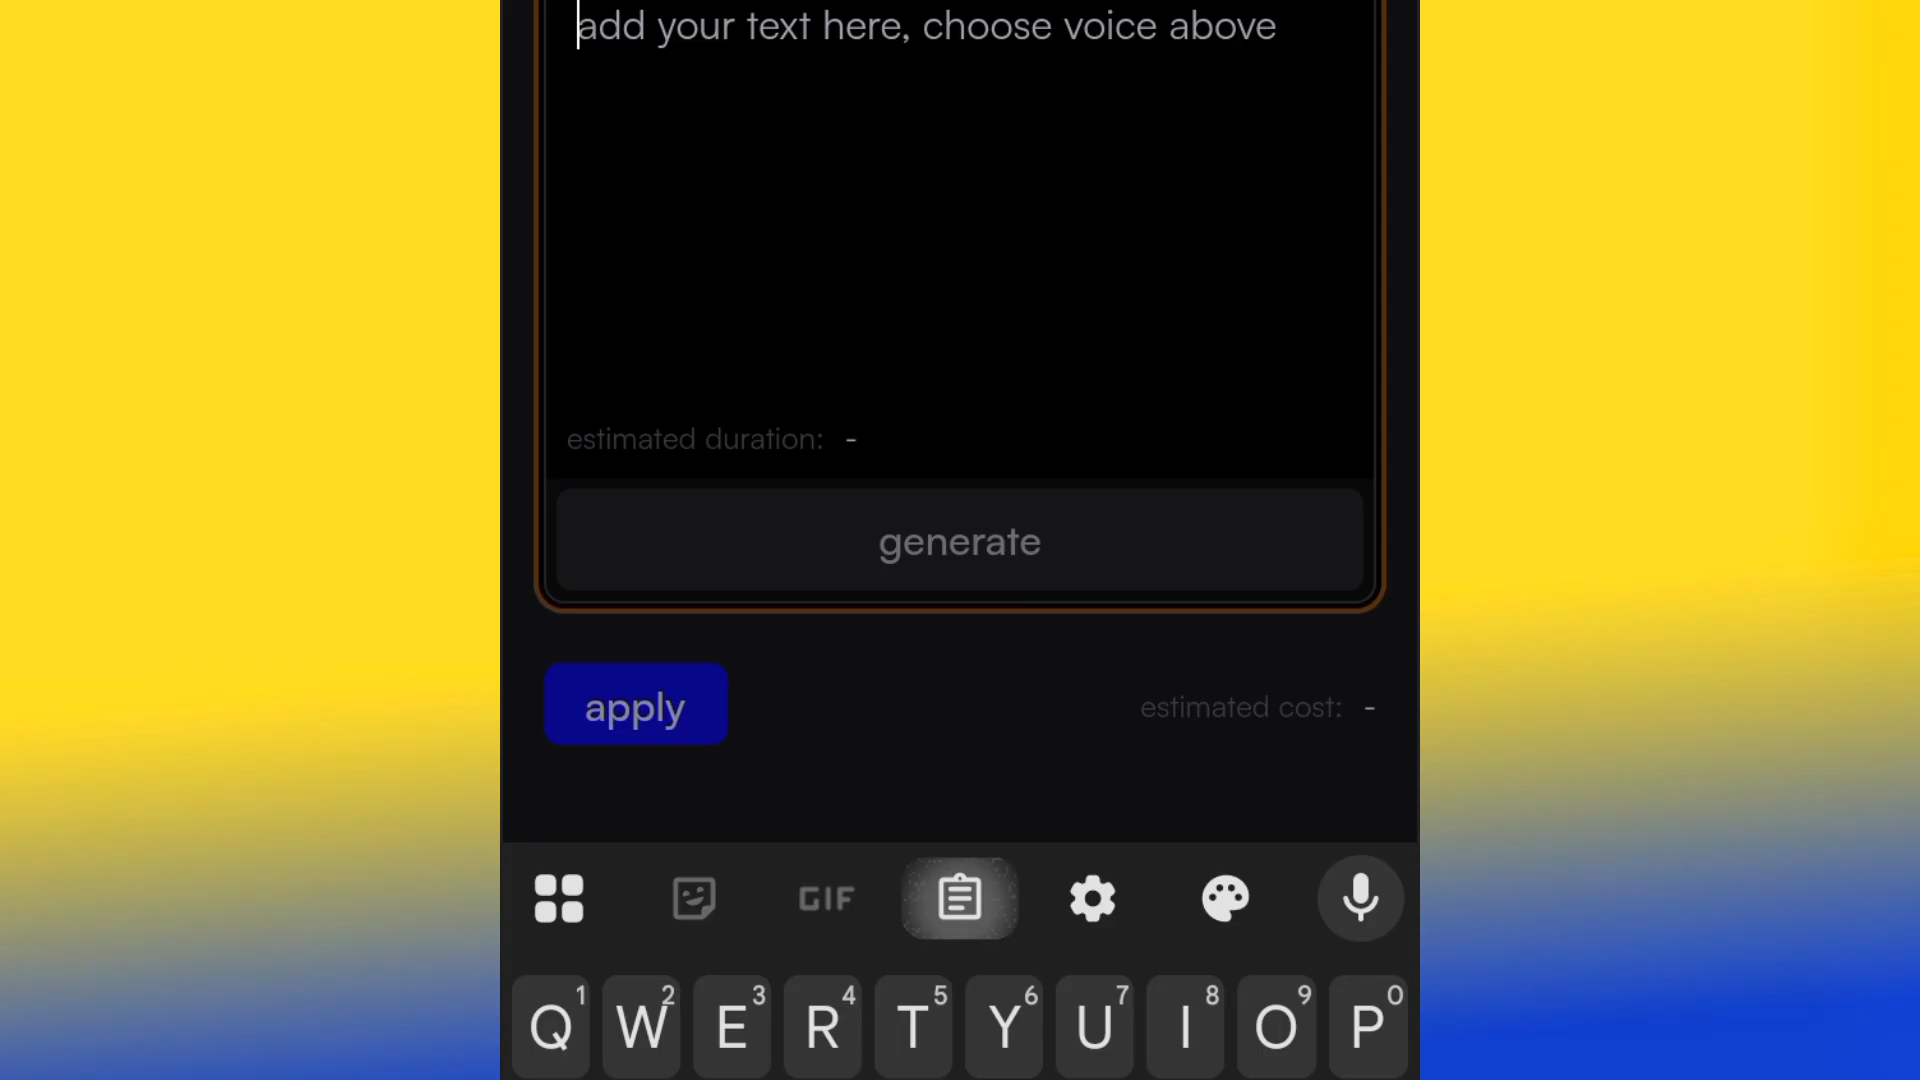 add your text here, choose voice above
estimated duration: -
generate
apply
estimated cost: -
GIF
Q1 W2 E3 R4 T5 Y6 U7 I8 O9 P0